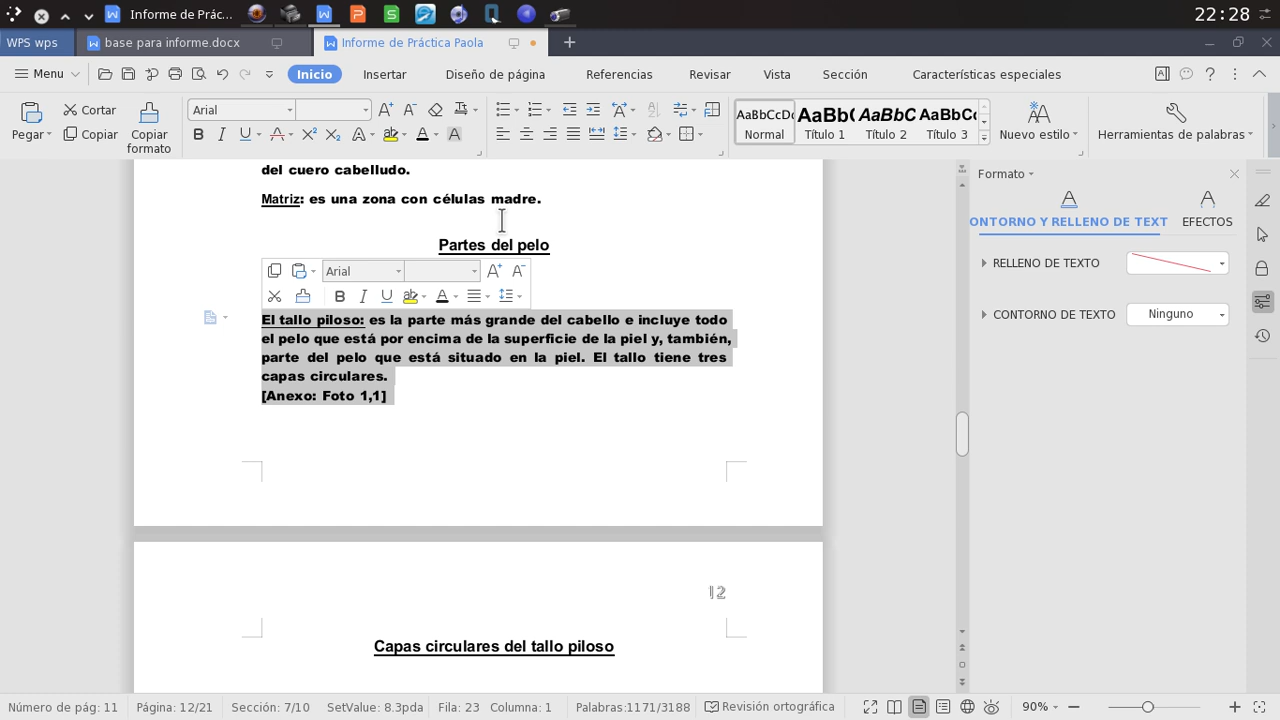 Informe de Prác...
22:28
WPS wps
base para informe.docx
Informe de Práctica Paola
Menu
Inicio
Insertar
Diseño de página
Referencias
Revisar
Vista
Sección
Características especiales
Pegar
Cortar
Copiar
Copiar formato
Arial
AaBbCcDc
AaBb(
AaBbC
AaBbCc
Normal
Título 1
Título 2
Título 3
Nuevo estilo
Herramientas de palabras
del cuero cabelludo.
Matriz: es una zona con células madre.
Partes del pelo
Arial
El tallo piloso: es la parte más grande del cabello e incluye todo
el pelo que está por encima de la superficie de la piel y, también,
parte del pelo que está situado en la piel. El tallo tiene tres
capas circulares.
[Anexo: Foto 1,1]
12
Capas circulares del tallo piloso
Formato
ONTORNO Y RELLENO DE TEXT
EFECTOS
RELLENO DE TEXTO
CONTORNO DE TEXTO
Ninguno
Número de pág: 11
Página: 12/21
Sección: 7/10
SetValue: 8.3pda
Fila: 23
Columna: 1
Palabras:1171/3188
Revisión ortográfica
90%